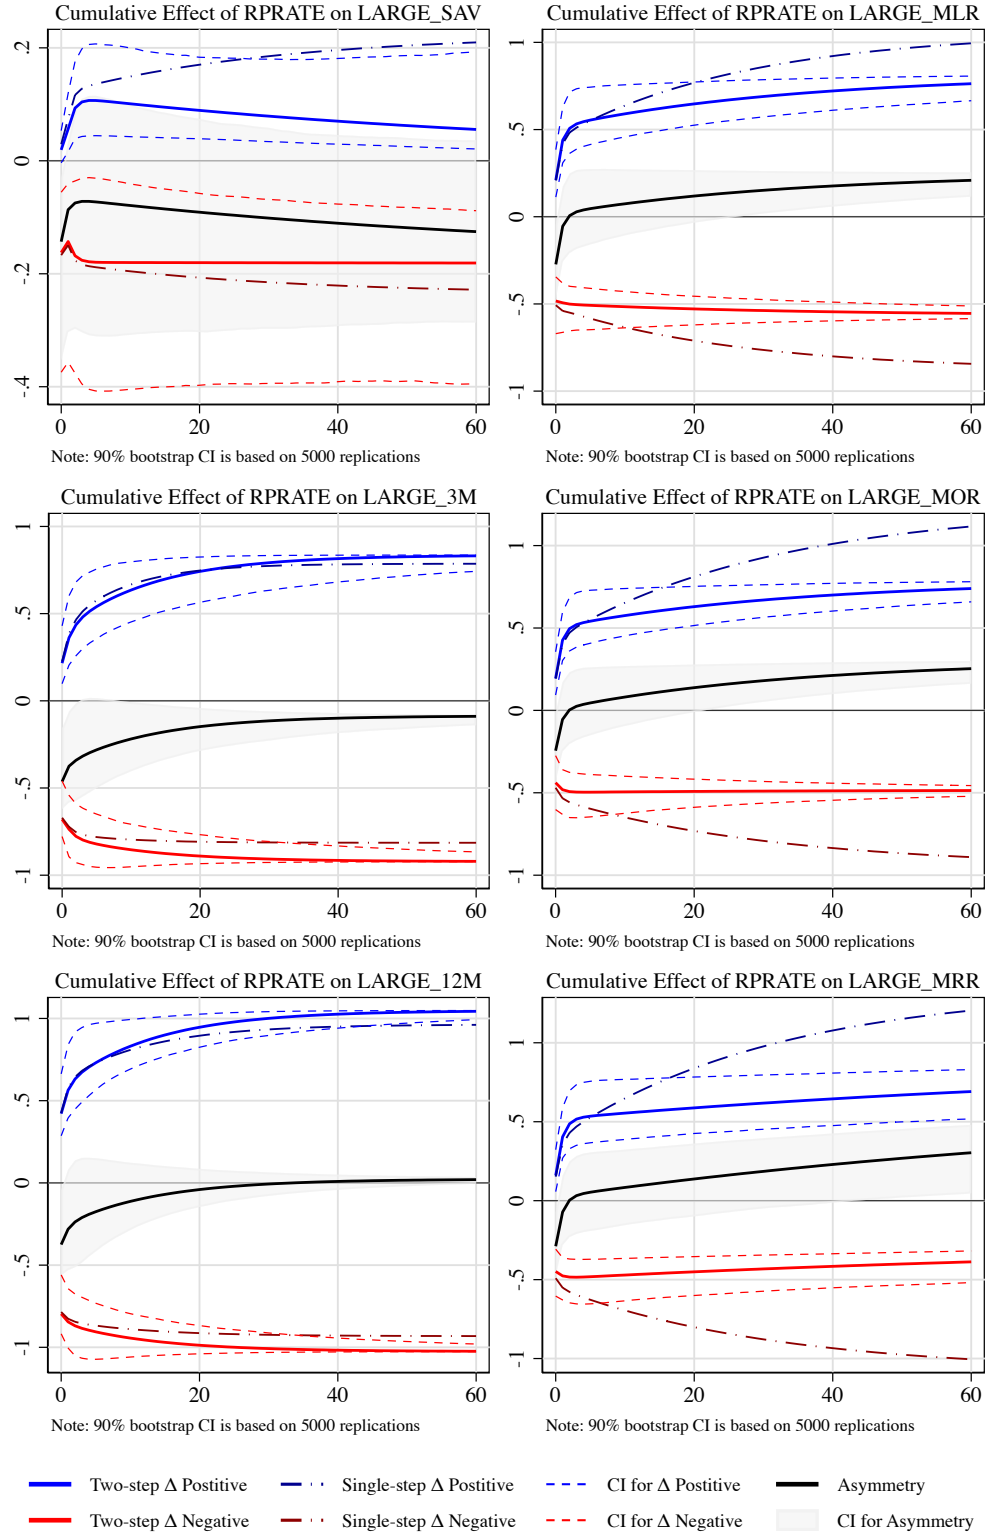 Cumulative Effect of RPRATE on LARGE_SAV
.2
0
-.2
-.4
0 20 40 60
Note: 90% bootstrap CI is based on 5000 replications
Cumulative Effect of RPRATE on LARGE_MLR
1
.5
0
-.5
-1
0 20 40 60
Note: 90% bootstrap CI is based on 5000 replications
Cumulative Effect of RPRATE on LARGE_3M
1
.5
0
-.5
-1
0 20 40 60
Note: 90% bootstrap CI is based on 5000 replications
Cumulative Effect of RPRATE on LARGE_MOR
1
.5
0
-.5
-1
0 20 40 60
Note: 90% bootstrap CI is based on 5000 replications
Cumulative Effect of RPRATE on LARGE_12M
1
.5
0
-.5
-1
0 20 40 60
Note: 90% bootstrap CI is based on 5000 replications
Cumulative Effect of RPRATE on LARGE_MRR
1
.5
0
-.5
-1
0 20 40 60
Note: 90% bootstrap CI is based on 5000 replications
Two-step Δ Postitive Single-step Δ Postitive CI for Δ Postitive Asymmetry
Two-step Δ Negative Single-step Δ Negative CI for Δ Negative CI for Asymmetry